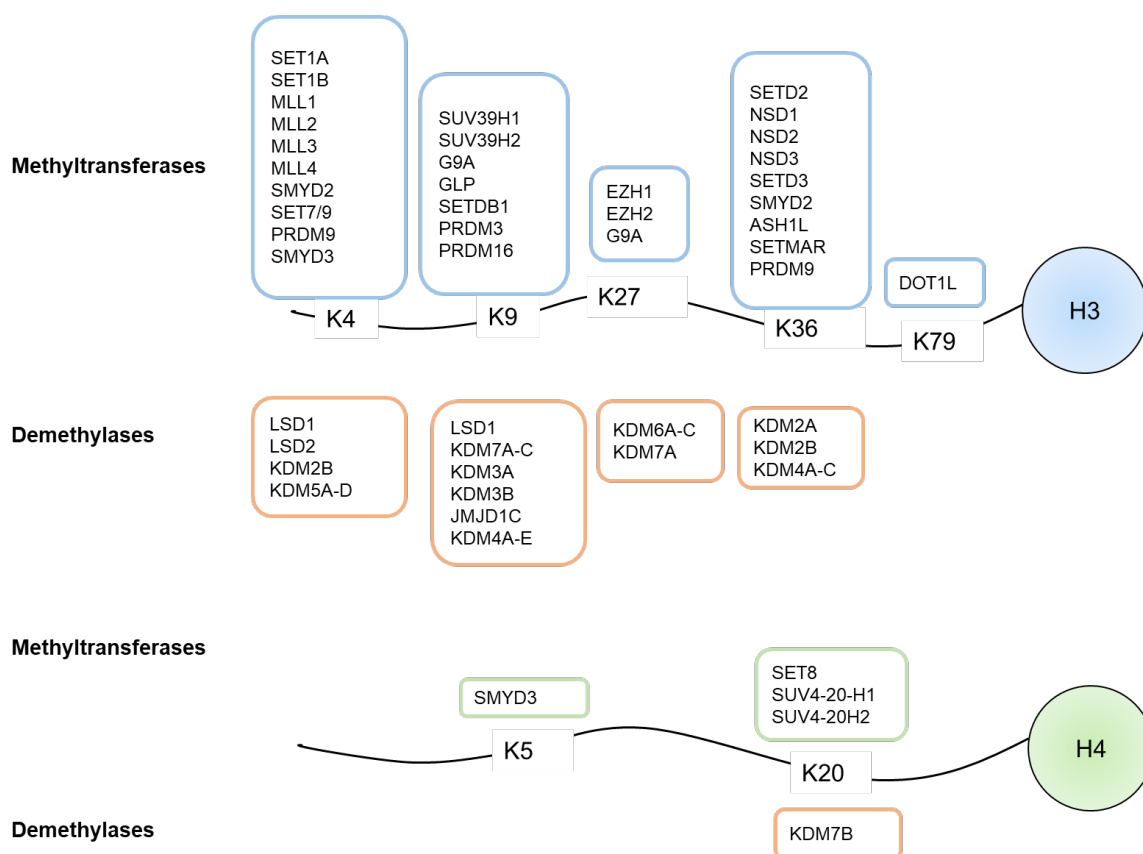 Methyltransferases
SET1A
SET1B
MLL1
MLL2
MLL3
MLL4
SMYD2
SET7/9
PRDM9
SMYD3
SUV39H1
SUV39H2
G9A
GLP
SETDB1
PRDM3
PRDM16
EZH1
EZH2
G9A
SETD2
NSD1
NSD2
NSD3
SETD3
SMYD2
ASH1L
SETMAR
PRDM9
DOT1L
K4
K9
K27
K36
K79
H3
Demethylases
LSD1
LSD2
KDM2B
KDM5A-D
LSD1
KDM7A-C
KDM3A
KDM3B
JMJD1C
KDM4A-E
KDM6A-C
KDM7A
KDM2A
KDM2B
KDM4A-C
Methyltransferases
SMYD3
SET8
SUV4-20-H1
SUV4-20H2
K5
K20
H4
Demethylases
KDM7B